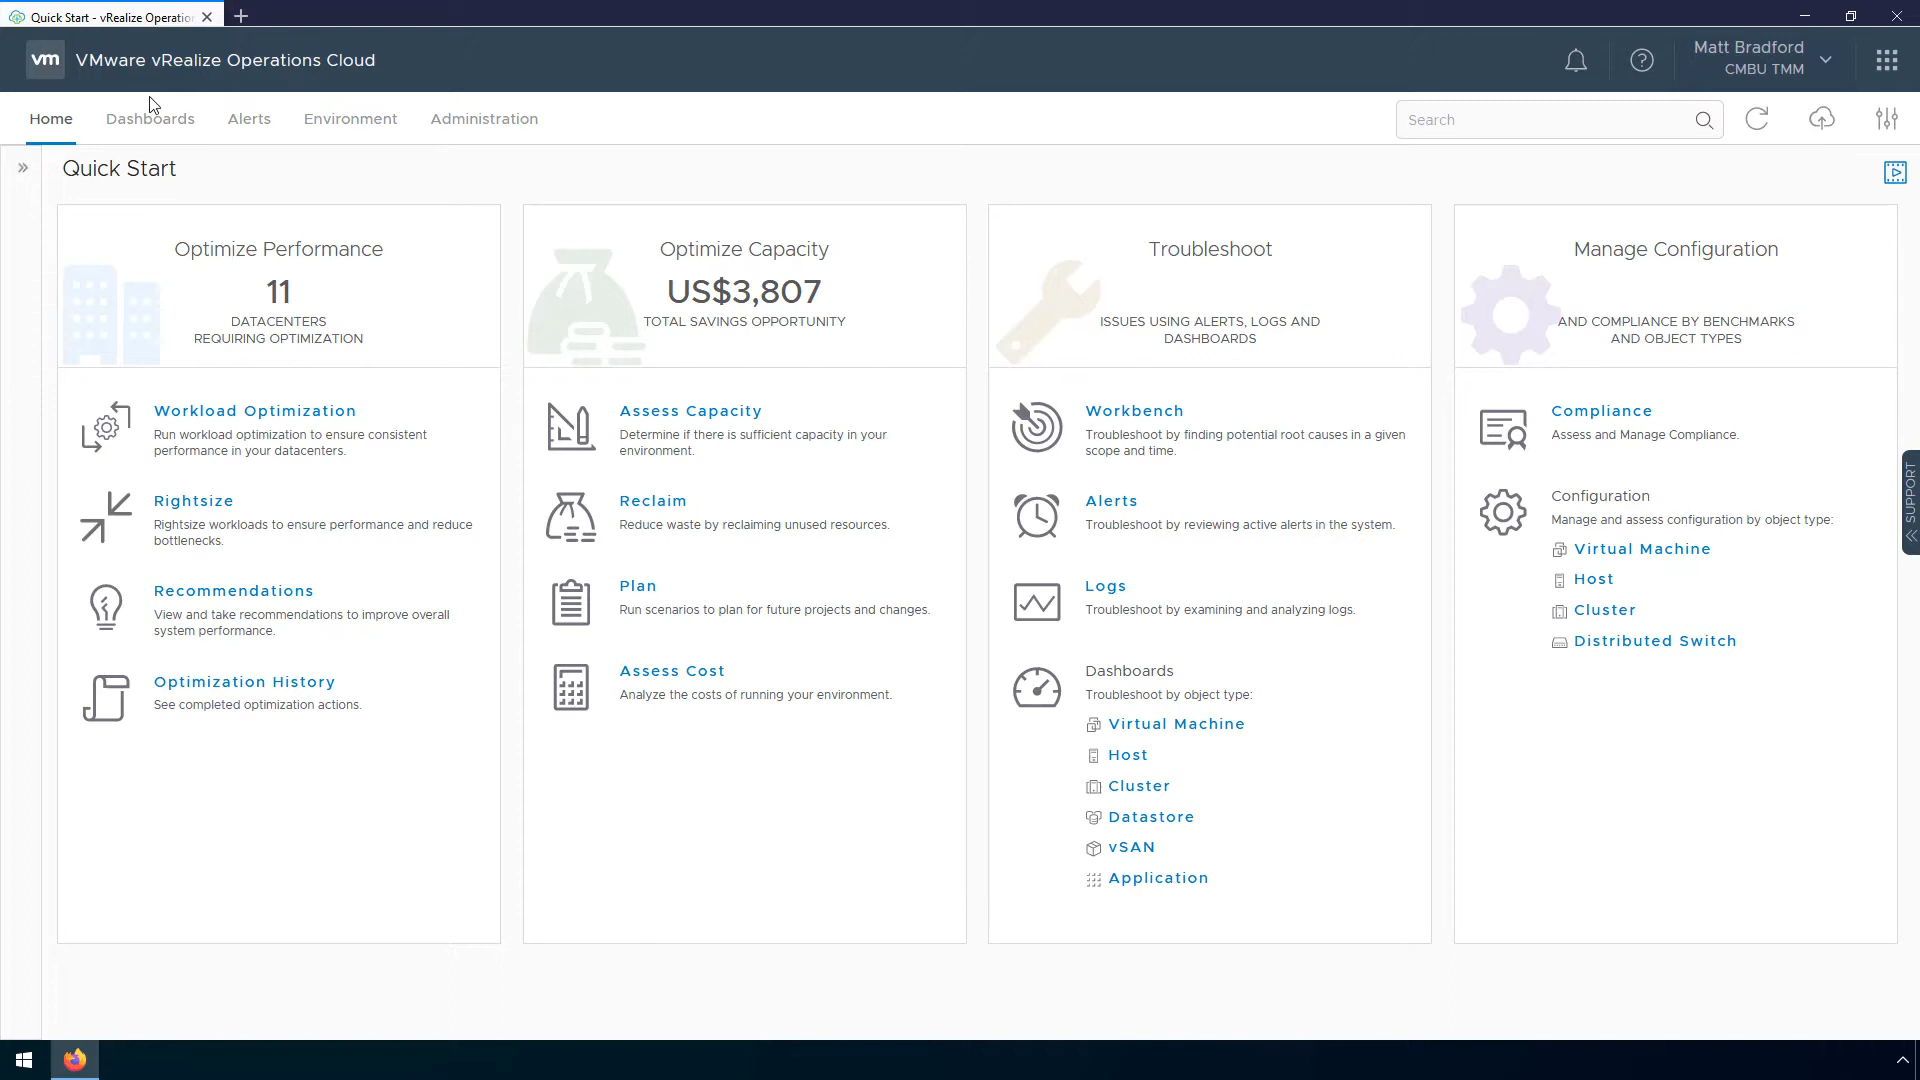 Quick Start - vRealize Operation
vm VMware vRealize Operations Cloud
Matt Bradford
CMBU TMM
Home Dashboards Alerts Environment Administration
Search
Quick Start
Optimize Performance
11
DATACENTERS
REQUIRING OPTIMIZATION
Workload Optimization
Run workload optimization to ensure consistent
performance in your datacenters.
Rightsize
Rightsize workloads to ensure performance and reduce
bottlenecks.
Recommendations
View and take recommendations to improve overall
system performance.
Optimization History
See completed optimization actions.
Optimize Capacity
US$3,807
TOTAL SAVINGS OPPORTUNITY
Assess Capacity
Determine if there is sufficient capacity in your
environment.
Reclaim
Reduce waste by reclaiming unused resources.
Plan
Run scenarios to plan for future projects and changes.
Assess Cost
Analyze the costs of running your environment.
Troubleshoot
ISSUES USING ALERTS, LOGS AND
DASHBOARDS
Workbench
Troubleshoot by finding potential root causes in a given
scope and time.
Alerts
Troubleshoot by reviewing active alerts in the system.
Logs
Troubleshoot by examining and analyzing logs.
Dashboards
Troubleshoot by object type:
Virtual Machine
Host
Cluster
Datastore
vSAN
Application
Manage Configuration
AND COMPLIANCE BY BENCHMARKS
AND OBJECT TYPES
Compliance
Assess and Manage Compliance.
Configuration
Manage and assess configuration by object type:
Virtual Machine
Host
Cluster
Distributed Switch
SUPPORT